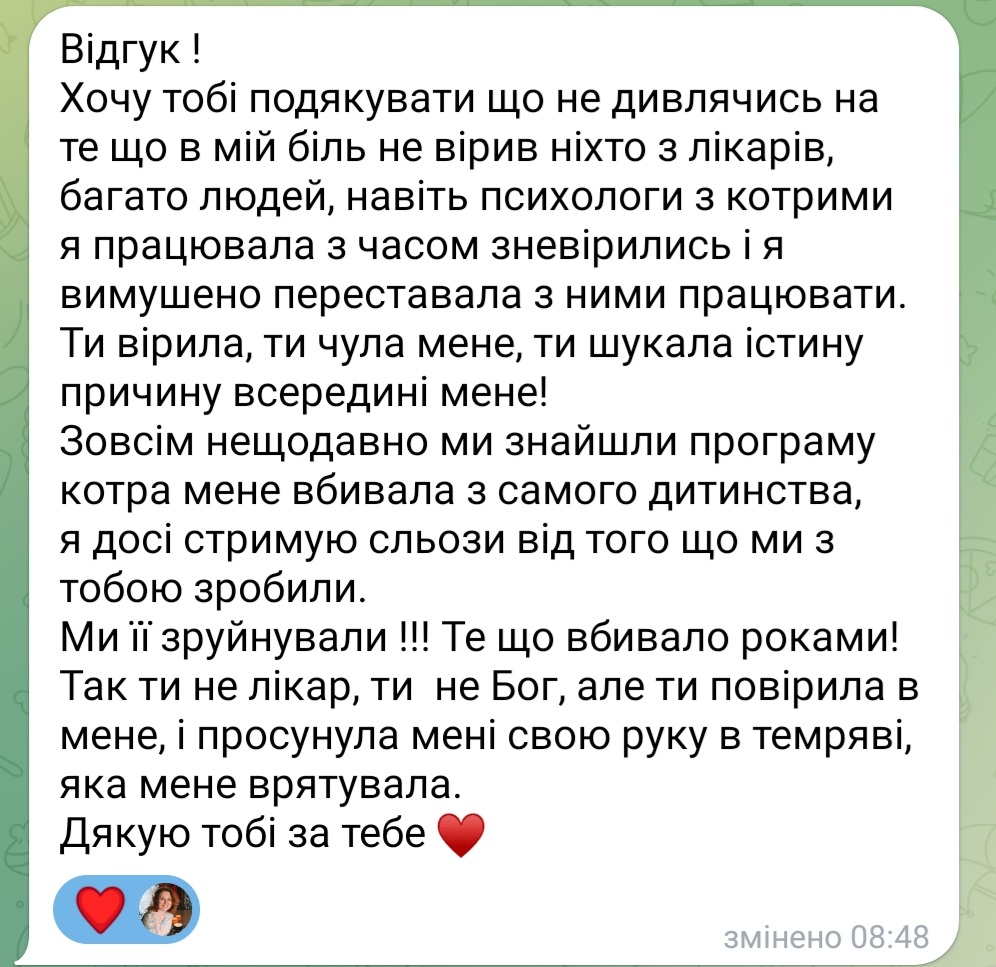 Відгук !
Хочу тобі подякувати що не дивлячись на
те що в мій біль не вірив ніхто з лікарів,
багато людей, навіть психологи з котрими
я працювала з часом зневірились і я
вимушено переставала з ними працювати.
Ти вірила, ти чула мене, ти шукала істину
причину всередині мене!
Зовсім нещодавно ми знайшли програму
котра мене вбивала з самого дитинства,
я досі стримую сльози від того що ми з
тобою зробили.
Ми її зруйнували !!! Те що вбивало роками!
Так ти не лікар, ти  не Бог, але ти повірила в
мене, і просунула мені свою руку в темряві,
яка мене врятувала.
Дякую тобі за тебе ♥️
змінено 08:48